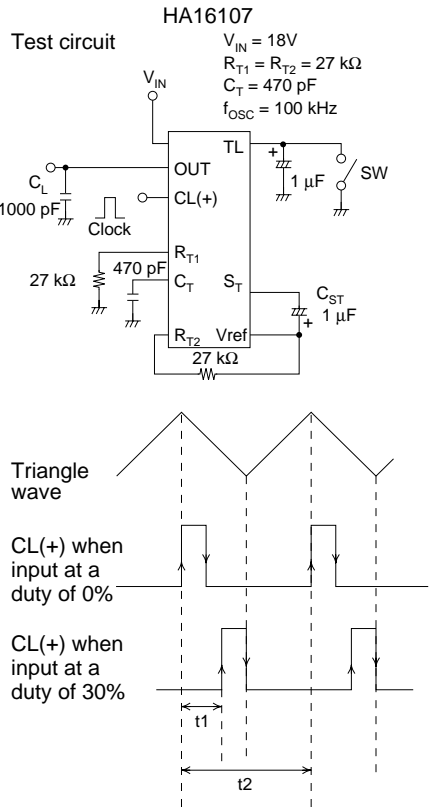 HA16107
Test circuit
V_IN = 18V
R_T1 = R_T2 = 27 kΩ
C_T = 470 pF
f_OSC = 100 kHz
V_IN
TL
OUT
C_L
1000 pF
CL(+)
Clock
1 μF
SW
R_T1
470 pF
27 kΩ
C_T
S_T
C_ST
1 μF
R_T2
Vref
27 kΩ
Triangle
wave
CL(+) when
input at a
duty of 0%
CL(+) when
input at a
duty of 30%
t1
t2